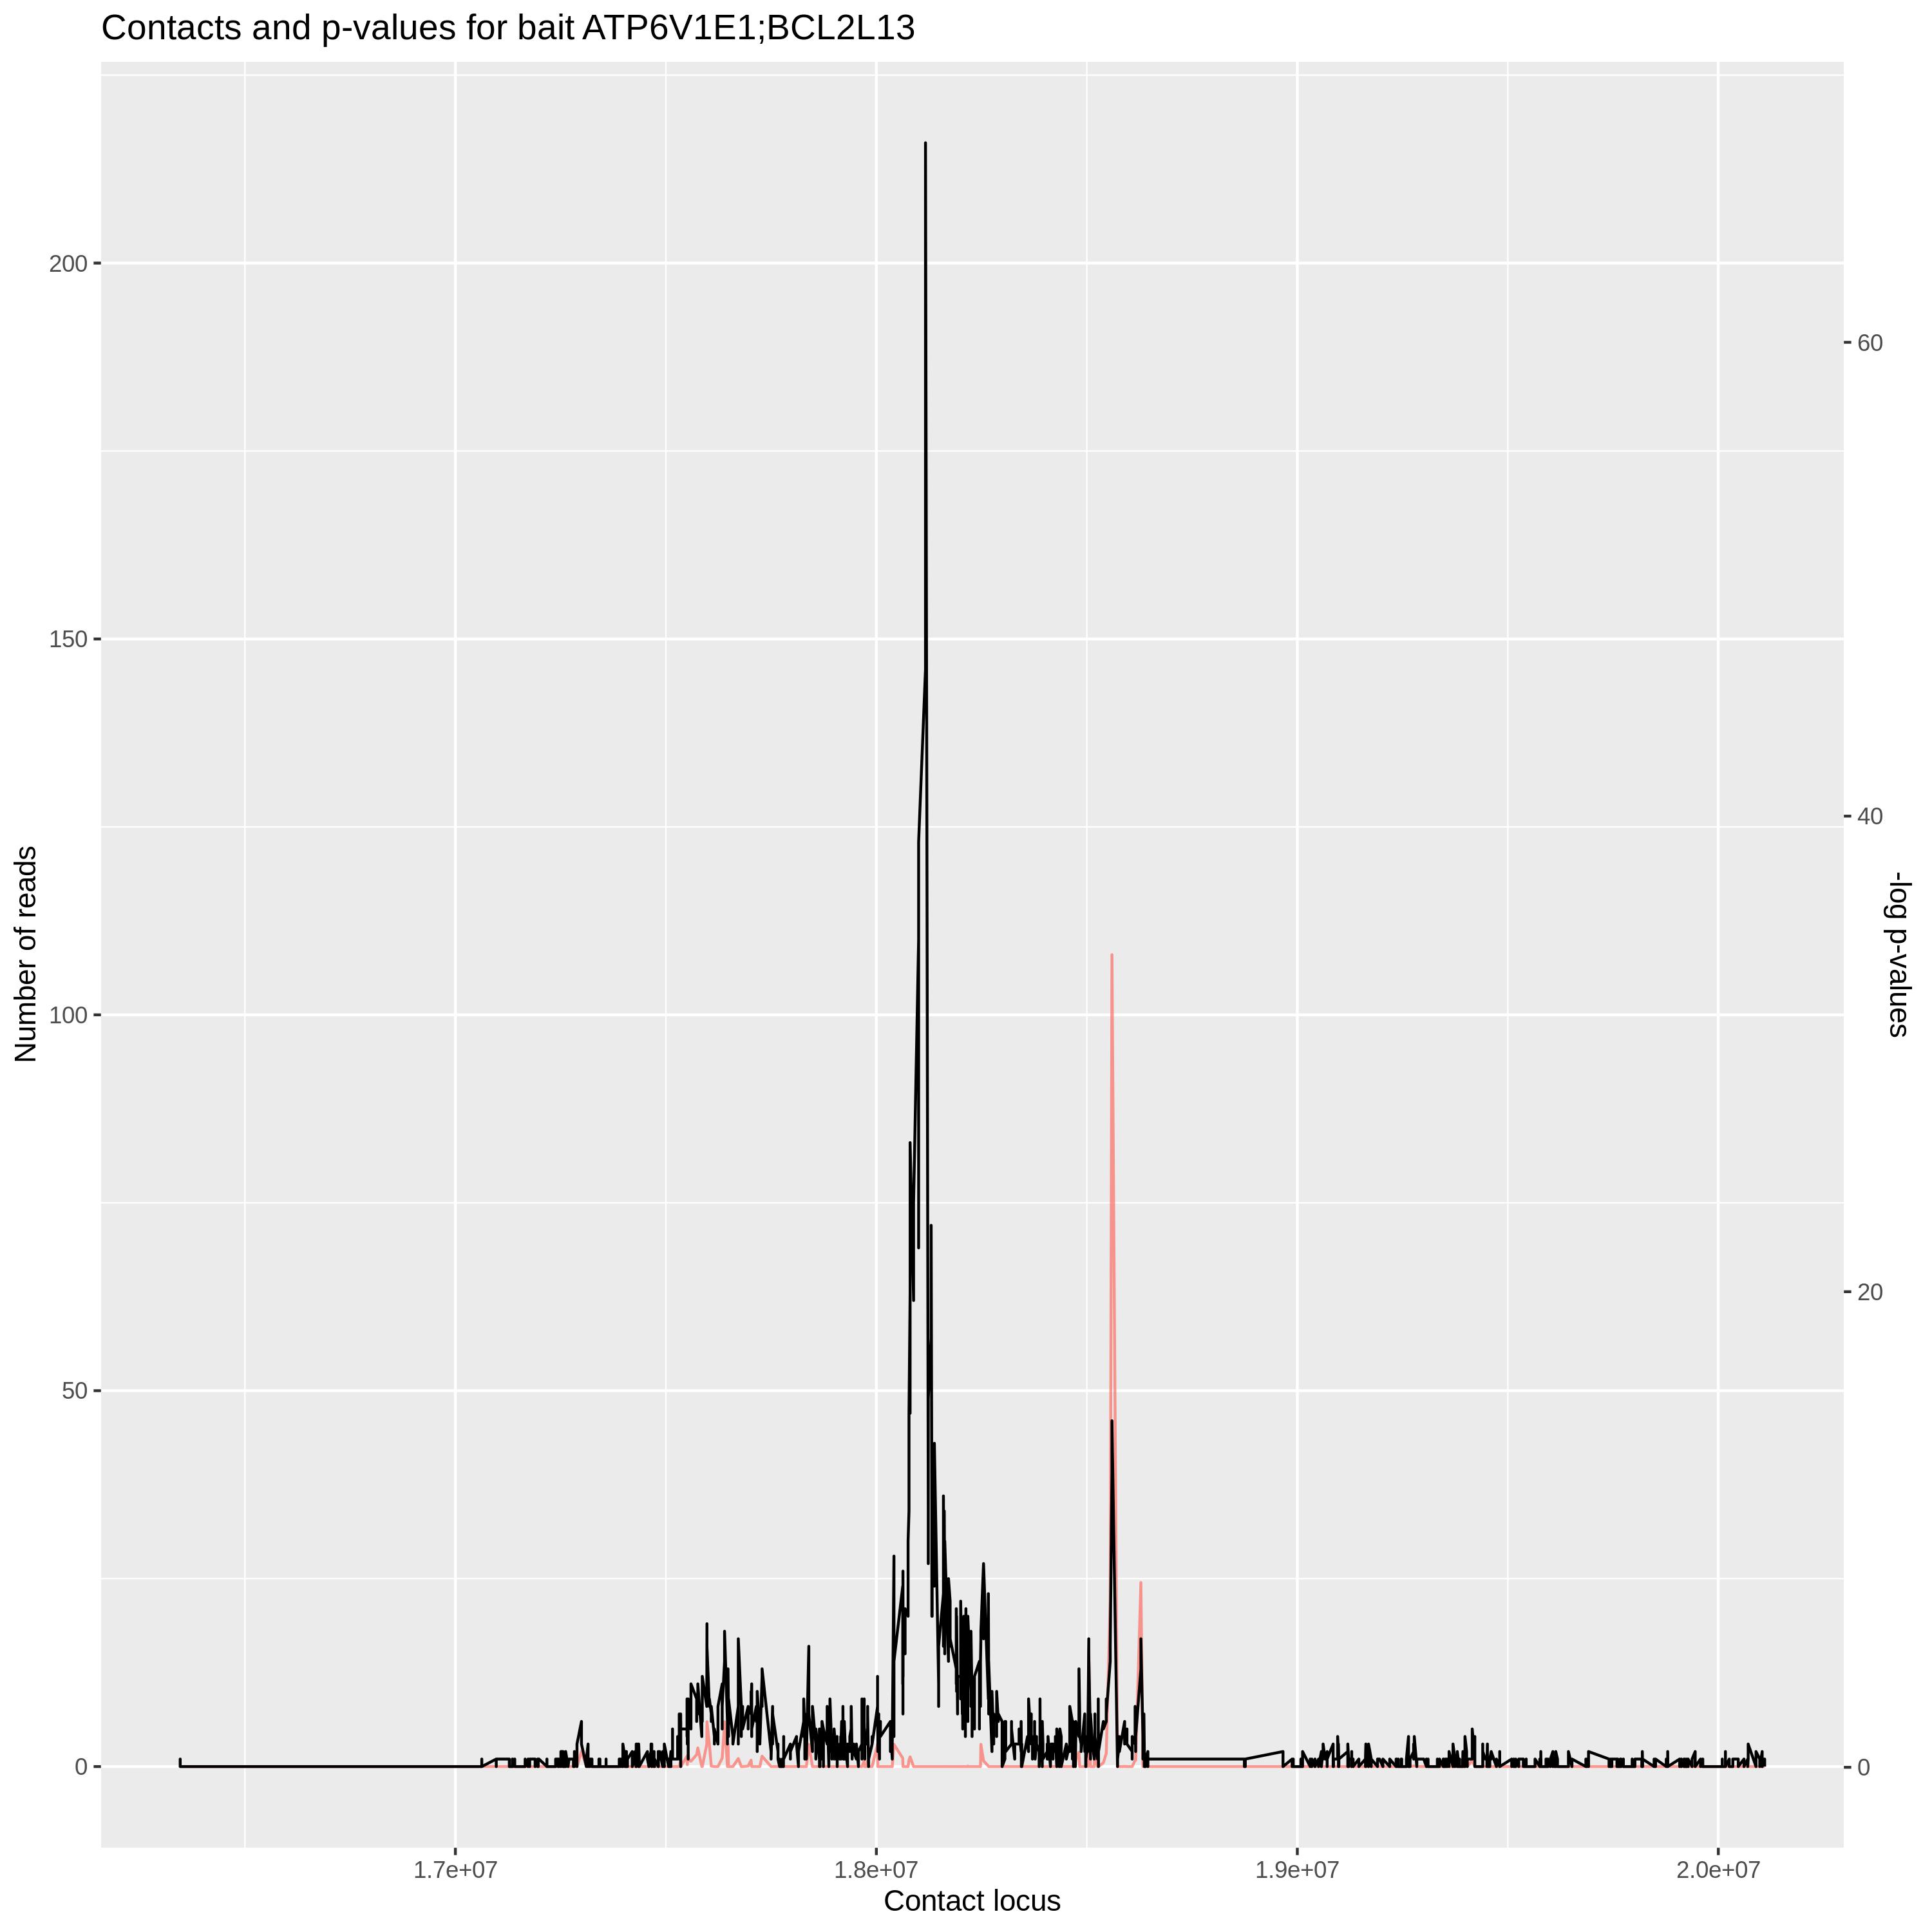 Contacts and p-values for bait ATP6V1E1;BCL2L13
200
150
100
50
0
Number of reads
60
40
20
0
-log p-values
1.7e+07
1.8e+07
1.9e+07
2.0e+07
Contact locus